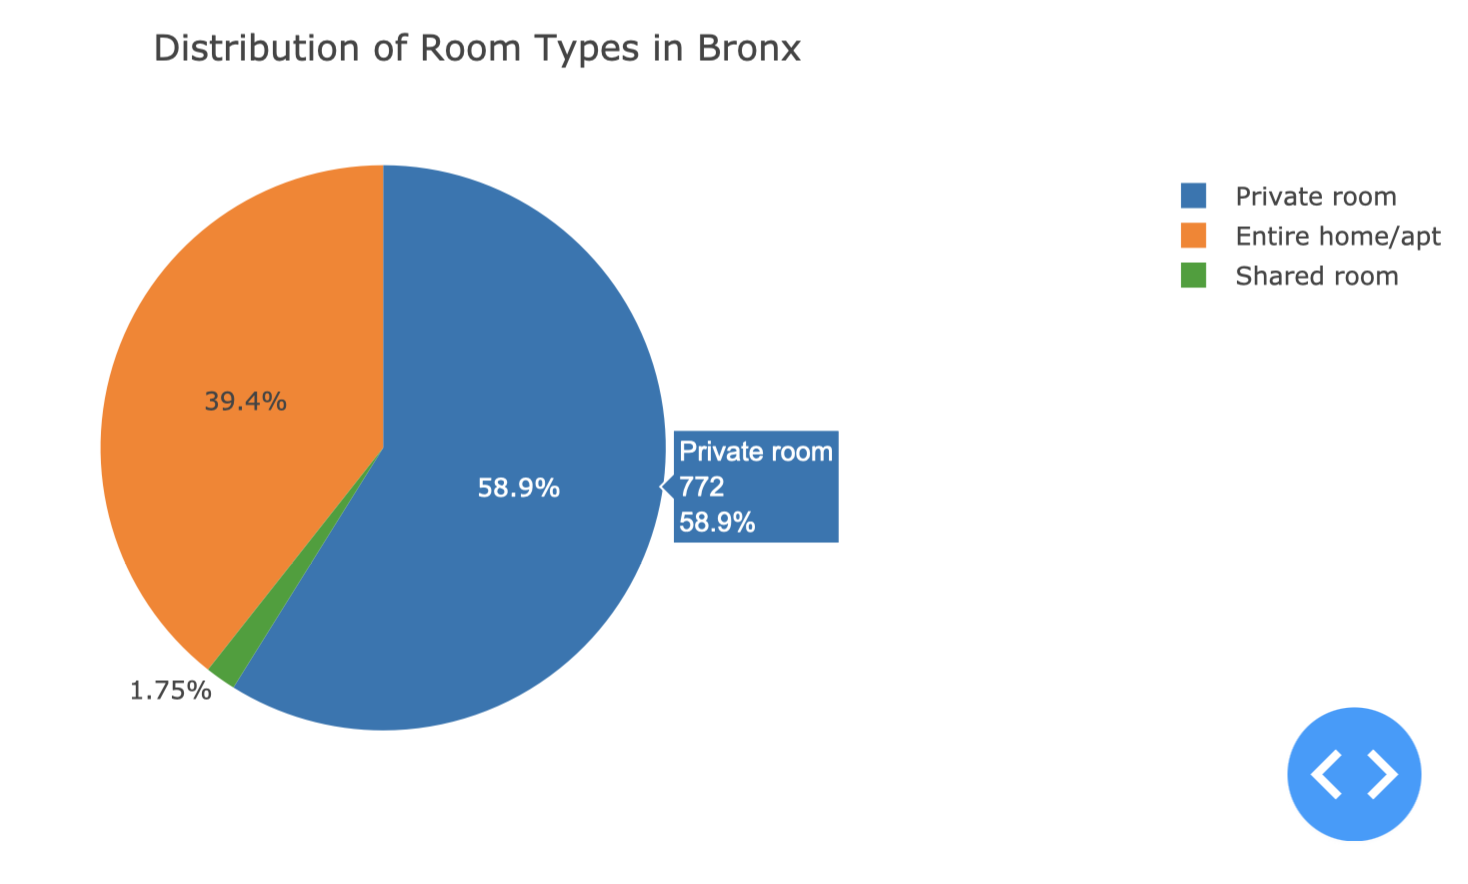 Distribution of Room Types in Bronx
Private room
Entire home/apt
Shared room
39.4%
58.9%
Private room
772
58.9%
1.75%